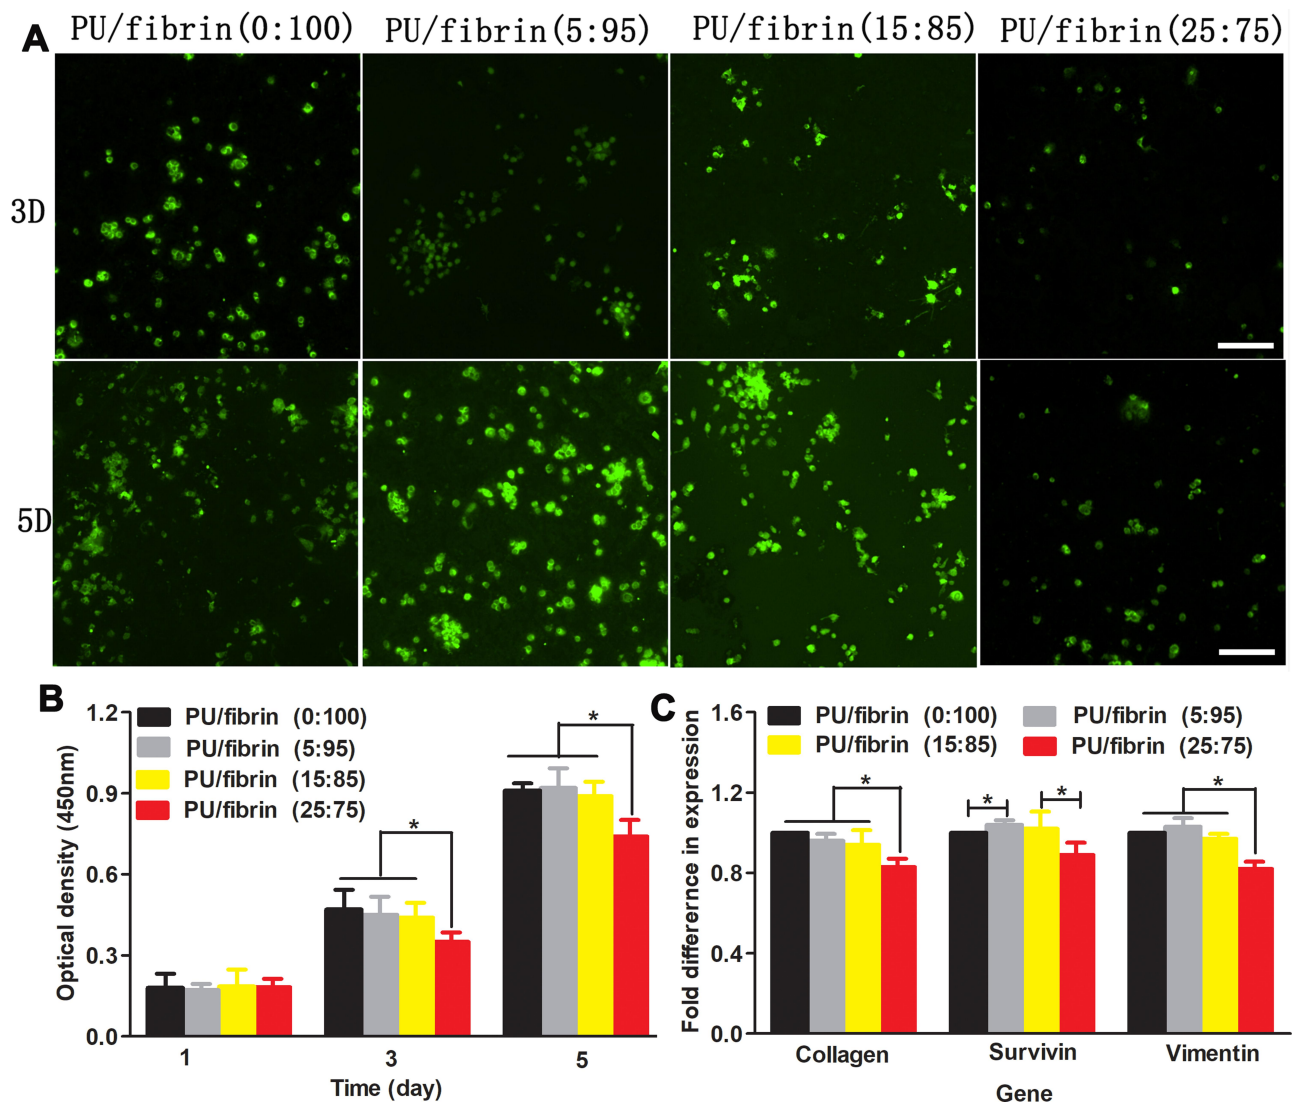 A
PU/fibrin(0:100) PU/fibrin(5:95) PU/fibrin(15:85) PU/fibrin(25:75)
3D
5D
B
PU/fibrin (0:100)
PU/fibrin (5:95)
PU/fibrin (15:85)
PU/fibrin (25:75)
Optical density (450nm)
1.2
0.9
0.6
0.3
0.0
*
*
1 3 5
Time (day)
C
PU/fibrin (0:100) PU/fibrin (5:95)
PU/fibrin (15:85) PU/fibrin (25:75)
Fold differernce in expression
1.6
1.2
0.8
0.4
0.0
*
* *
*
Collagen Survivin Vimentin
Gene